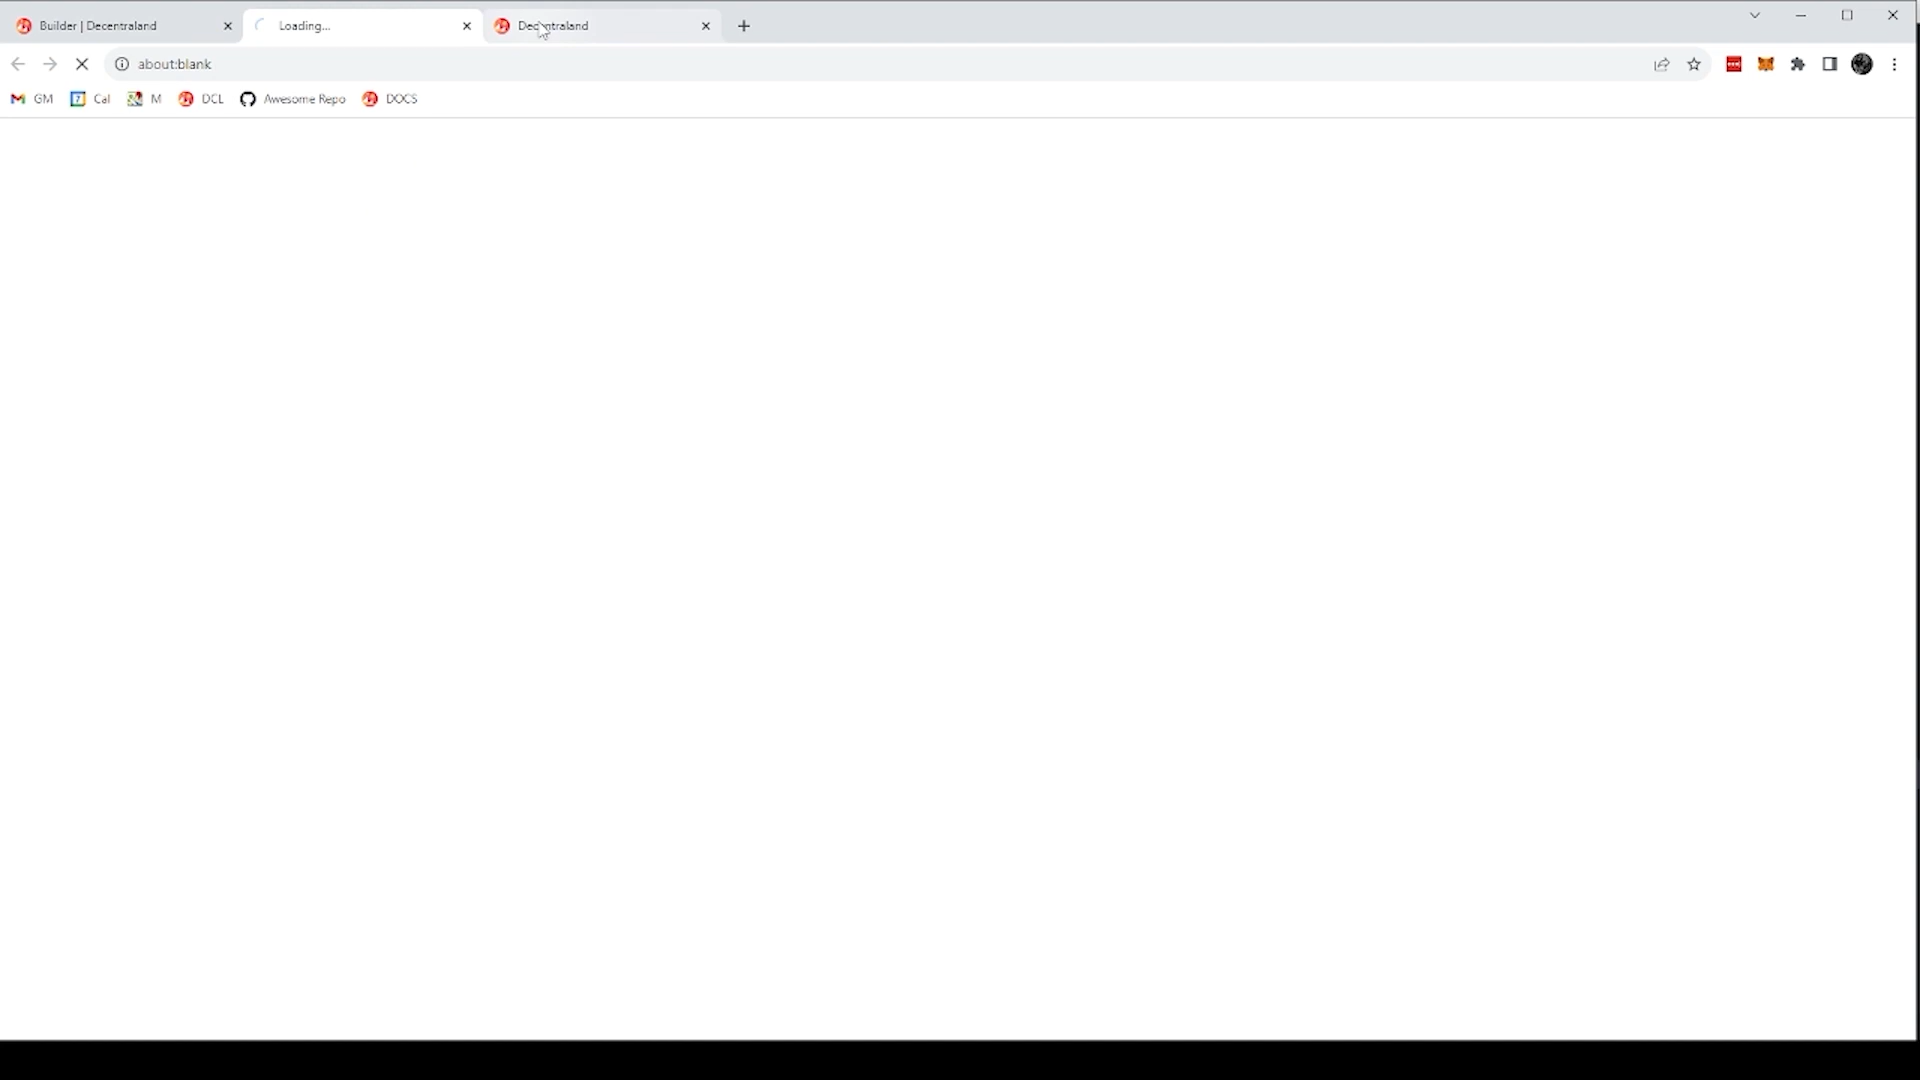 Builder | Decentraland
Loading...
Decentraland
about:blank
GM
Cal
M
DCL
Awesome Repo
DOCS